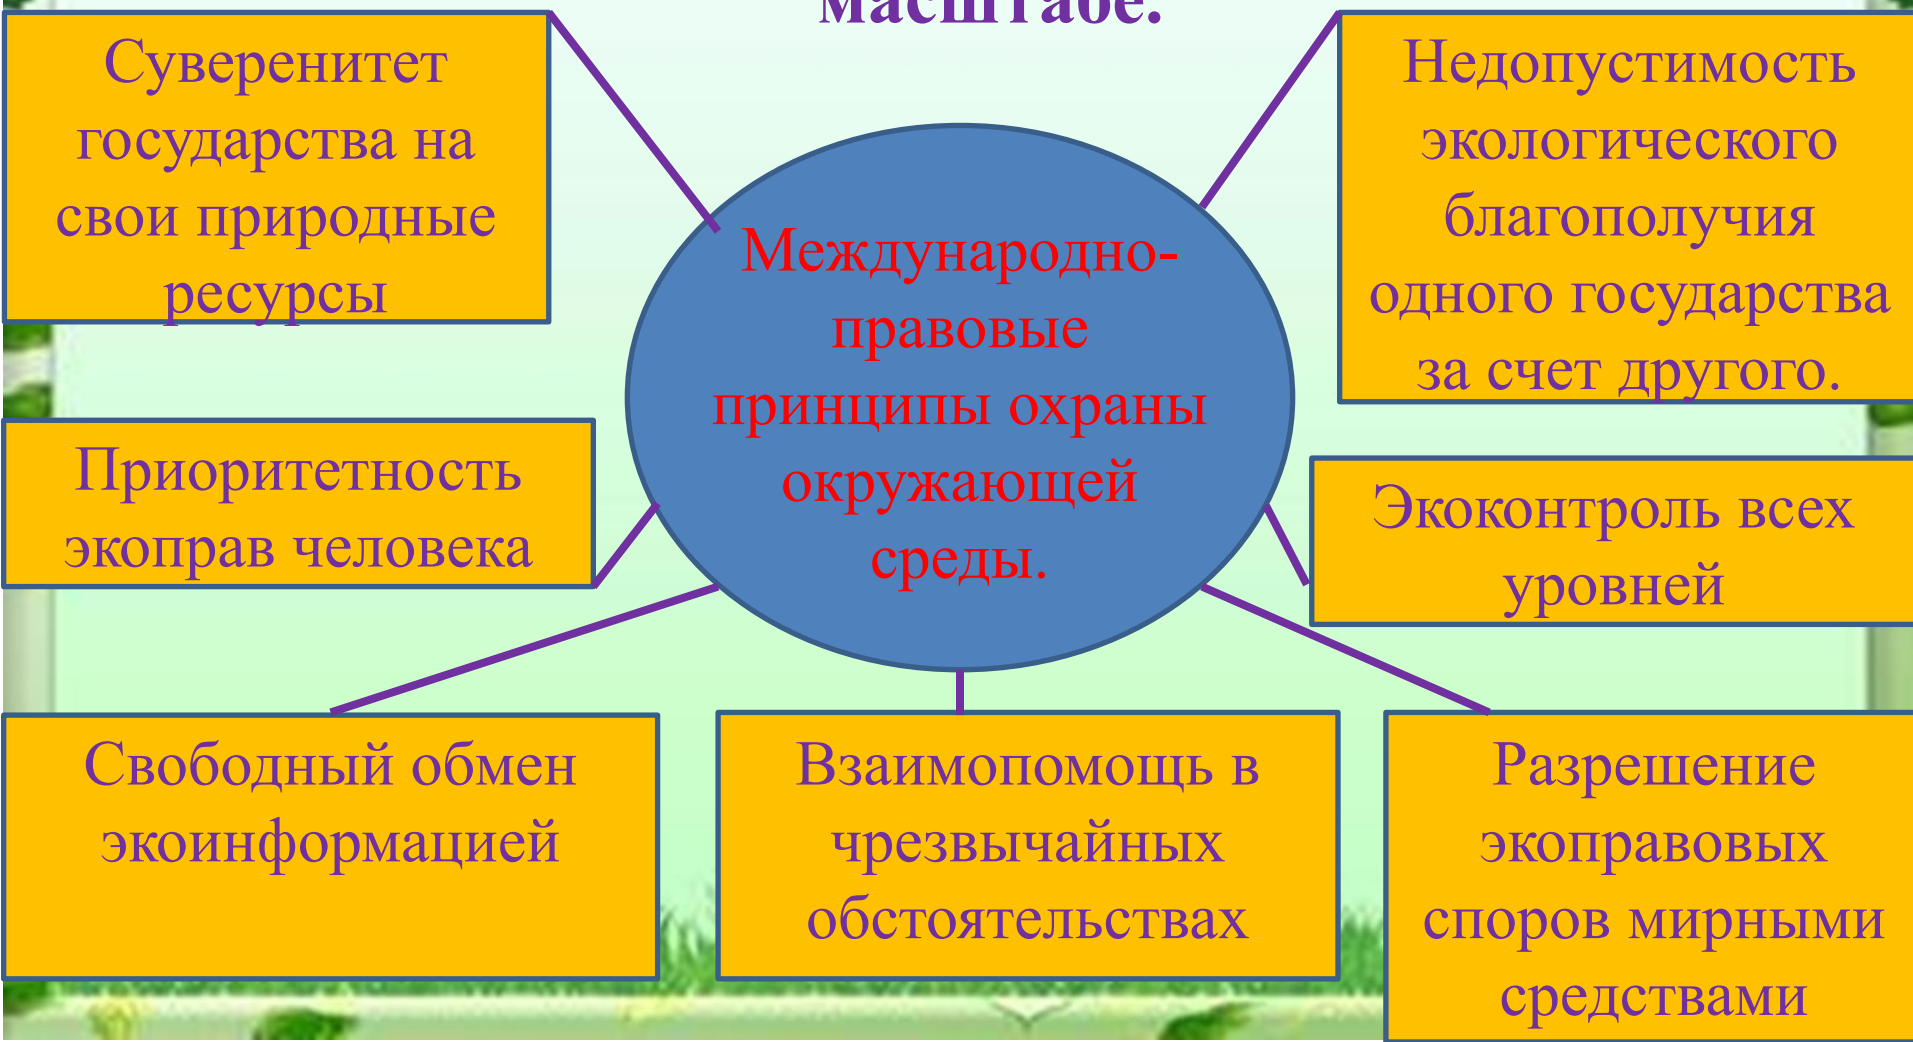 масштабе.
Суверенитет
государства на
свои природные
ресурсы
Недопустимость
экологического
благополучия
одного государства
за счет другого.
Международно-
правовые
принципы охраны
окружающей
среды.
Приоритетность
экоправ человека
Экоконтроль всех
уровней
Свободный обмен
экоинформацией
Взаимопомощь в
чрезвычайных
обстоятельствах
Разрешение
экоправовых
споров мирными
средствами